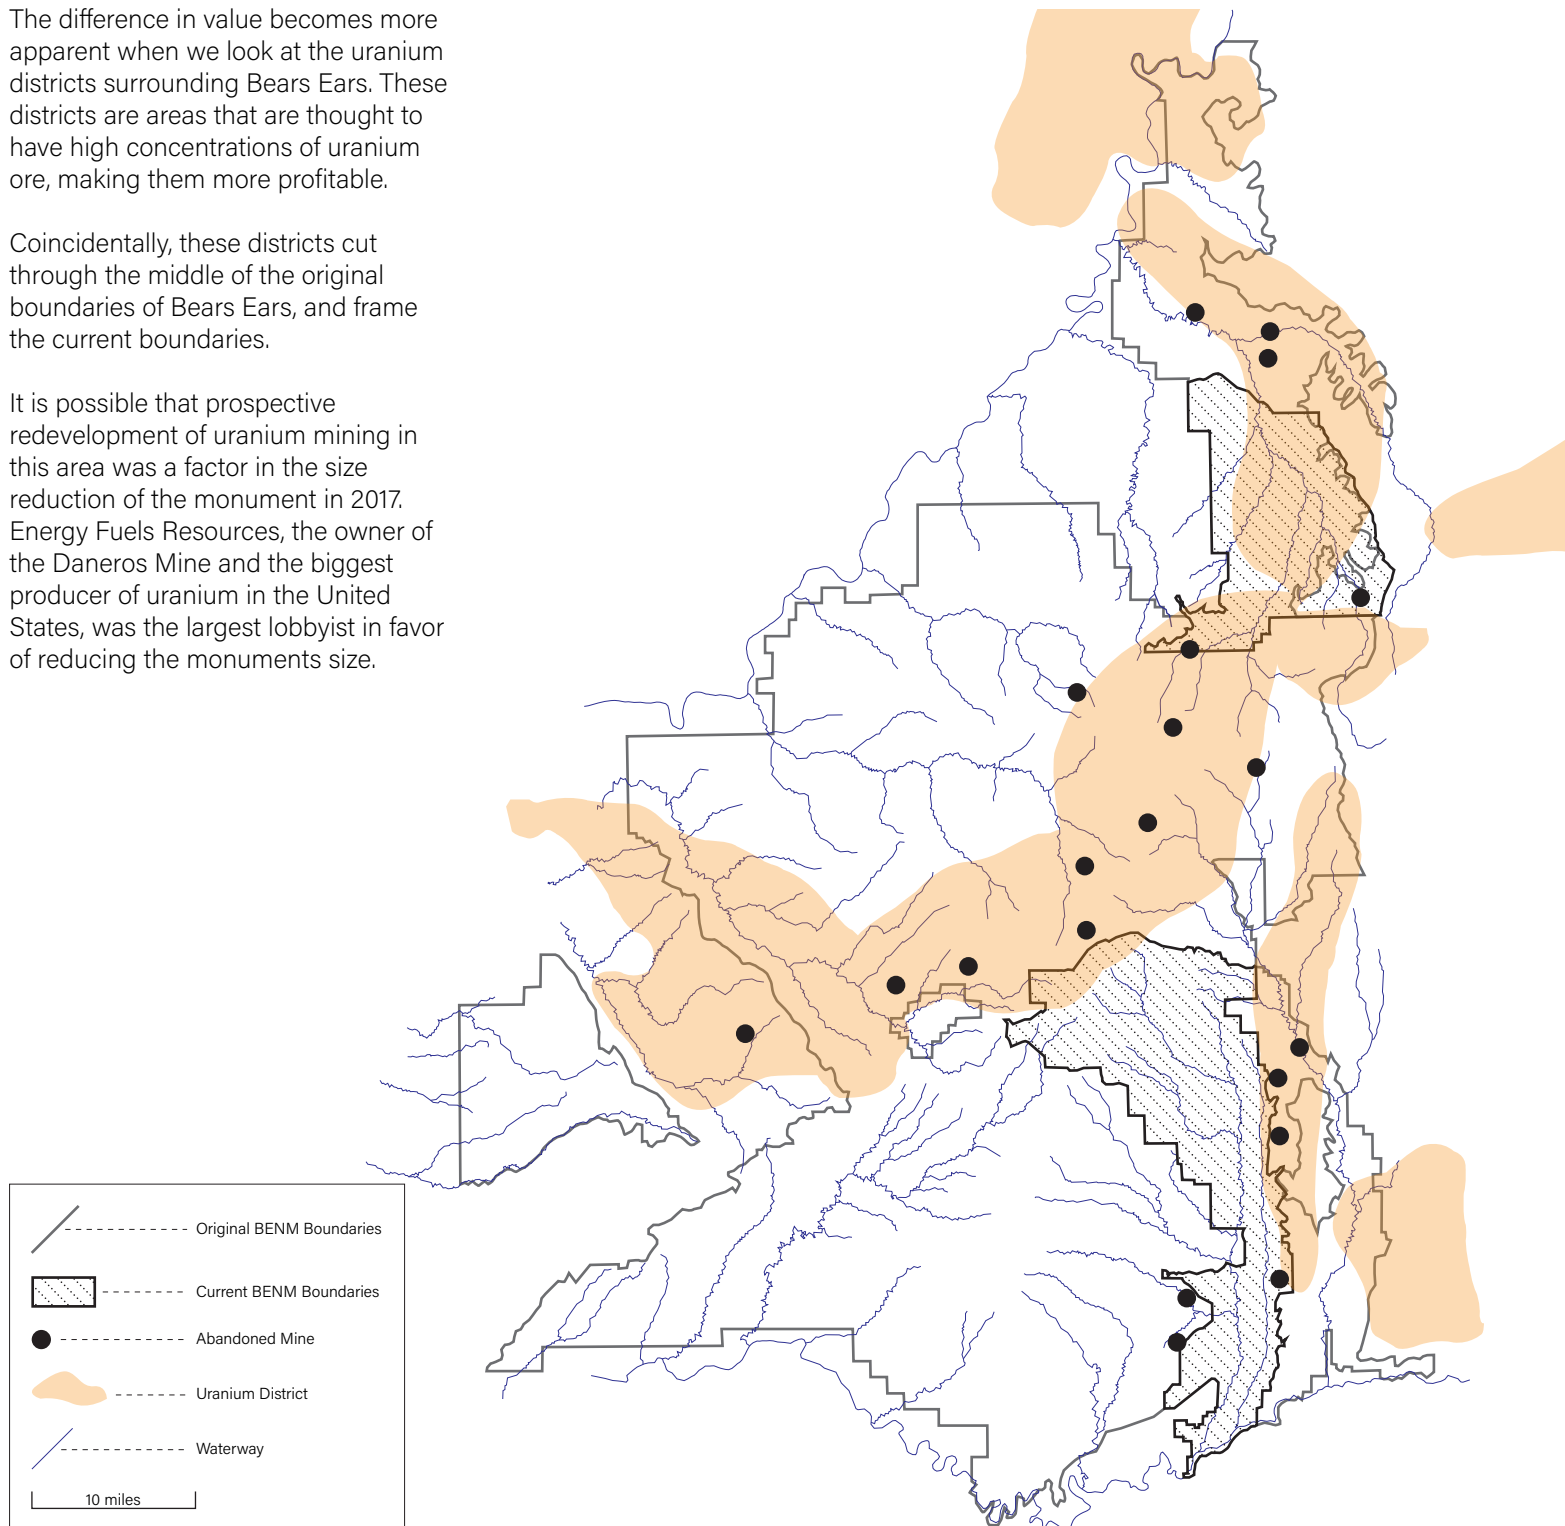 The difference in value becomes more
apparent when we look at the uranium
districts surrounding Bears Ears. These
districts are areas that are thought to
have high concentrations of uranium
ore, making them more profitable.
Coincidentally, these districts cut
through the middle of the original
boundaries of Bears Ears, and frame
the current boundaries.
It is possible that prospective
redevelopment of uranium mining in
this area was a factor in the size
reduction of the monument in 2017.
Energy Fuels Resources, the owner of
the Daneros Mine and the biggest
producer of uranium in the United
States, was the largest lobbyist in favor
of reducing the monuments size.
Original BENM Boundaries
Current BENM Boundaries
Abandoned Mine
Uranium District
Waterway
10 miles